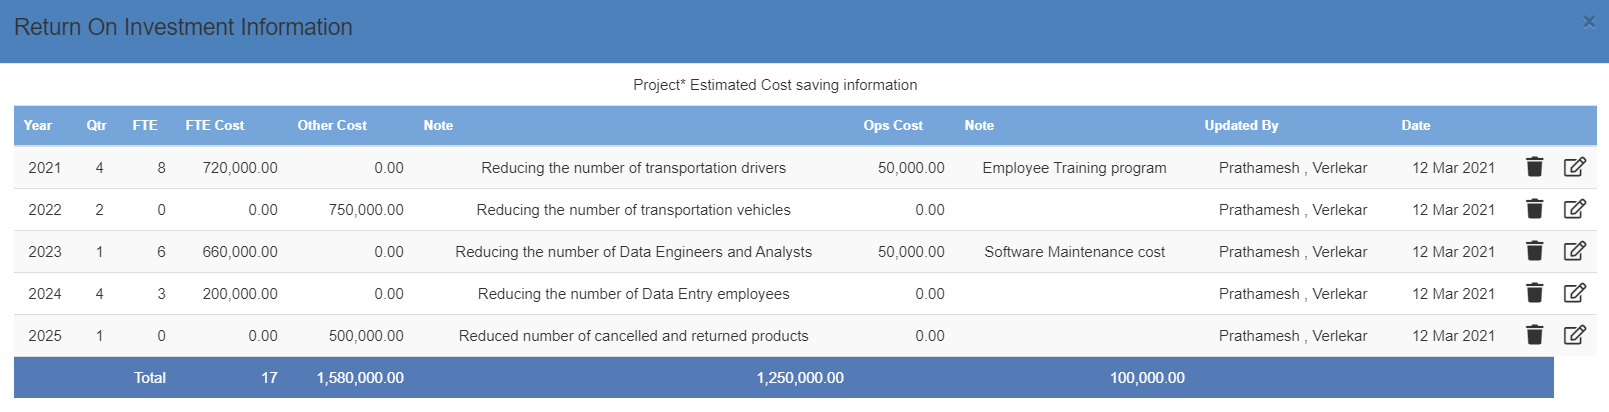 Return On Investment Information ×
Project* Estimated Cost saving information
Year Qtr FTE FTE Cost Other Cost Note Ops Cost Note Updated By Date
2021 4 8 720,000.00 0.00 Reducing the number of transportation drivers 50,000.00 Employee Training program Prathamesh , Verlekar 12 Mar 2021
2022 2 0 0.00 750,000.00 Reducing the number of transportation vehicles 0.00 Prathamesh , Verlekar 12 Mar 2021
2023 1 6 660,000.00 0.00 Reducing the number of Data Engineers and Analysts 50,000.00 Software Maintenance cost Prathamesh , Verlekar 12 Mar 2021
2024 4 3 200,000.00 0.00 Reducing the number of Data Entry employees 0.00 Prathamesh , Verlekar 12 Mar 2021
2025 1 0 0.00 500,000.00 Reduced number of cancelled and returned products 0.00 Prathamesh , Verlekar 12 Mar 2021
Total 17 1,580,000.00 1,250,000.00 100,000.00